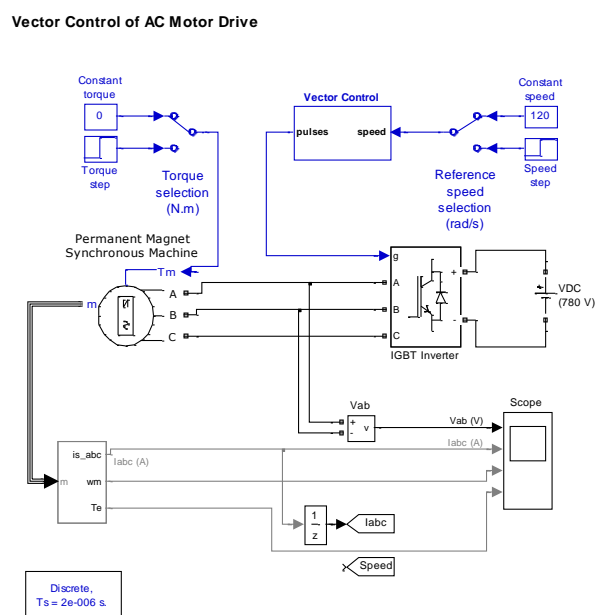 Vector Control of AC Motor Drive
Constant
torque
0
Torque
step
Torque
selection
(N.m)
Vector Control
pulses
speed
Constant
speed
120
Speed
step
Reference
speed
selection
(rad/s)
Permanent Magnet
Synchronous Machine
Tm
m
A
B
C
g
A
B
C
+
-
IGBT Inverter
VDC
(780 V)
Vab
+
-
v
Vab (V)
Scope
Iabc (A)
m
is_abc
wm
Te
Iabc (A)
1
z
Iabc
Speed
Discrete,
Ts = 2e-006 s.